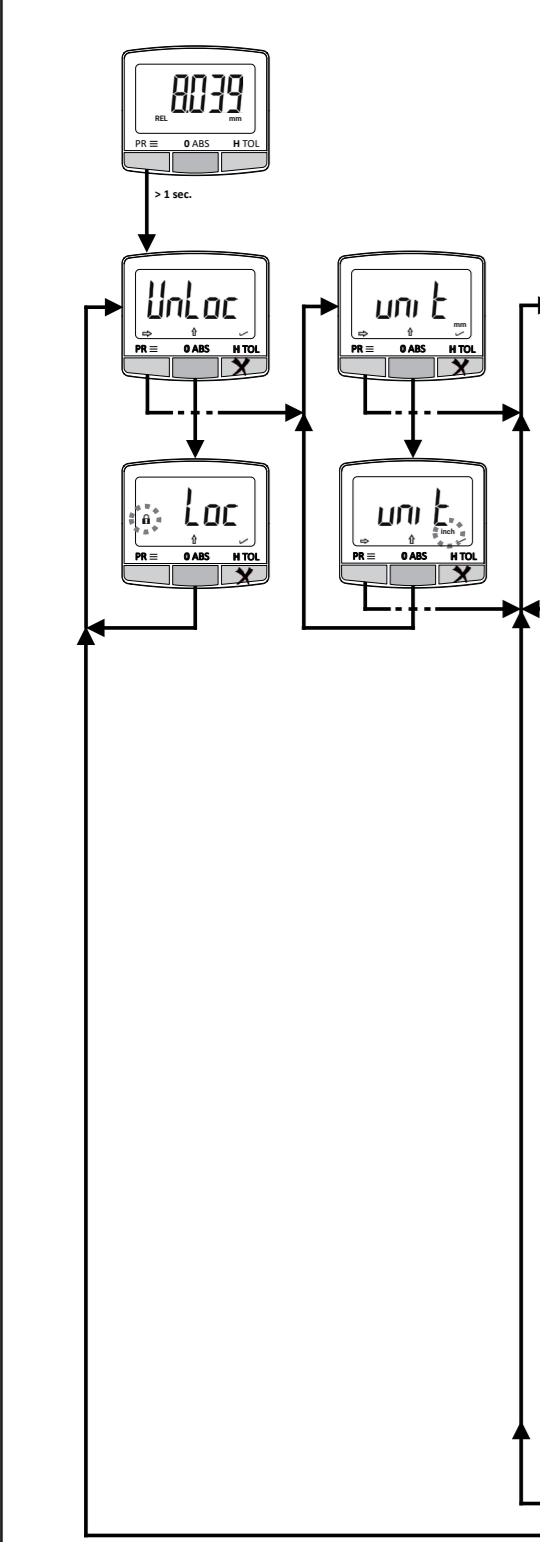 8.039
REL mm
PR ≡ 0 ABS H TOL
> 1 sec.
UnLoc
PR ≡ 0 ABS H TOL
unit
mm
PR ≡ 0 ABS H TOL
Loc
PR ≡ 0 ABS H TOL
unit
inch
PR ≡ 0 ABS H TOL